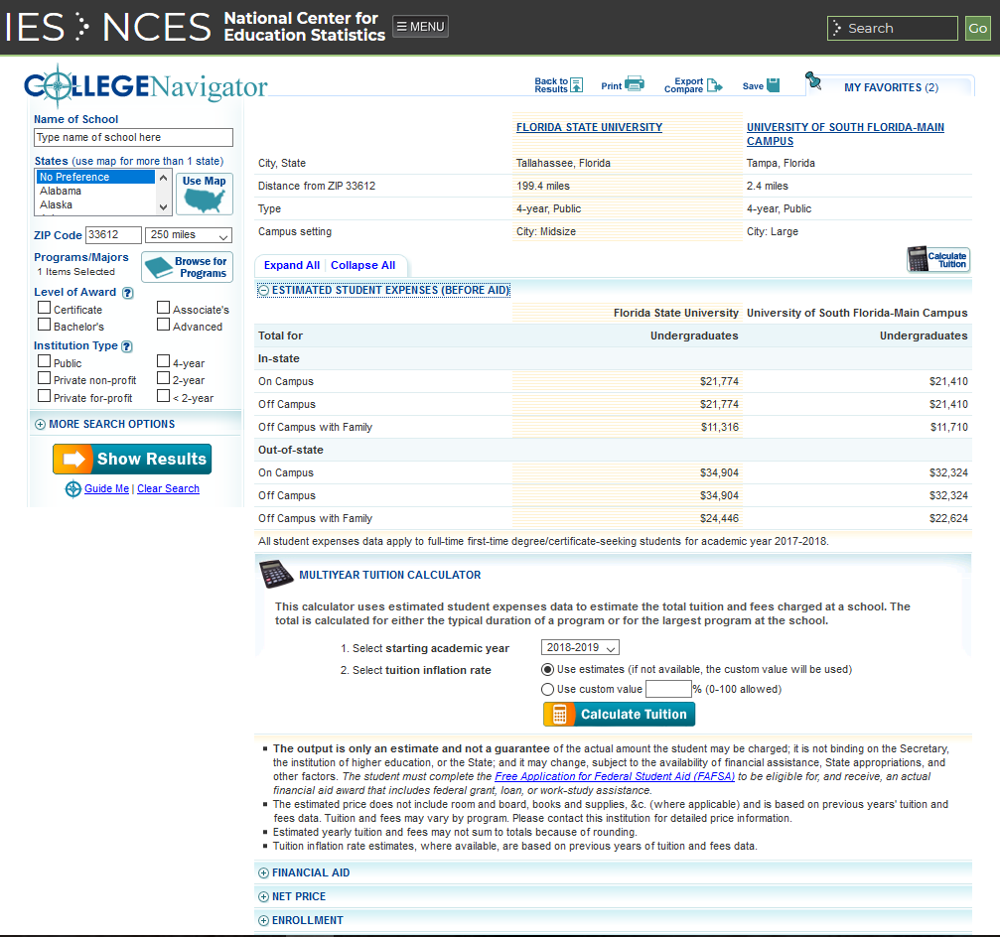 IES NCES National Center for
Education Statistics
☰ MENU
Search
Go
COLLEGE Navigator
Back to
Results
Print
Export
Compare
Save
MY FAVORITES (2)
Name of School
Type name of school here
States (use map for more than 1 state)
No Preference
Alabama
Alaska
Use Map
ZIP Code 33612 250 miles
Programs/Majors
1 Items Selected
Browse for
Programs
Level of Award ?
Certificate Associate's
Bachelor's Advanced
Institution Type ?
Public 4-year
Private non-profit 2-year
Private for-profit < 2-year
MORE SEARCH OPTIONS
Show Results
Guide Me | Clear Search
FLORIDA STATE UNIVERSITY UNIVERSITY OF SOUTH FLORIDA-MAIN
CAMPUS
City, State Tallahassee, Florida Tampa, Florida
Distance from ZIP 33612 199.4 miles 2.4 miles
Type 4-year, Public 4-year, Public
Campus setting City: Midsize City: Large
Expand All Collapse All
Calculate
Tuition
ESTIMATED STUDENT EXPENSES (BEFORE AID)
Florida State University University of South Florida-Main Campus
Total for Undergraduates Undergraduates
In-state
On Campus $21,774 $21,410
Off Campus $21,774 $21,410
Off Campus with Family $11,316 $11,710
Out-of-state
On Campus $34,904 $32,324
Off Campus $34,904 $32,324
Off Campus with Family $24,446 $22,624
All student expenses data apply to full-time first-time degree/certificate-seeking students for academic year 2017-2018.
MULTIYEAR TUITION CALCULATOR
This calculator uses estimated student expenses data to estimate the total tuition and fees charged at a school. The
total is calculated for either the typical duration of a program or for the largest program at the school.
1. Select starting academic year 2018-2019
2. Select tuition inflation rate Use estimates (if not available, the custom value will be used)
Use custom value % (0-100 allowed)
Calculate Tuition
The output is only an estimate and not a guarantee of the actual amount the student may be charged; it is not binding on the Secretary,
the institution of higher education, or the State; and it may change, subject to the availability of financial assistance, State appropriations, and
other factors. The student must complete the Free Application for Federal Student Aid (FAFSA) to be eligible for, and receive, an actual
financial aid award that includes federal grant, loan, or work-study assistance.
The estimated price does not include room and board, books and supplies, &c. (where applicable) and is based on previous years' tuition and
fees data. Tuition and fees may vary by program. Please contact this institution for detailed price information.
Estimated yearly tuition and fees may not sum to totals because of rounding.
Tuition inflation rate estimates, where available, are based on previous years of tuition and fees data.
FINANCIAL AID
NET PRICE
ENROLLMENT